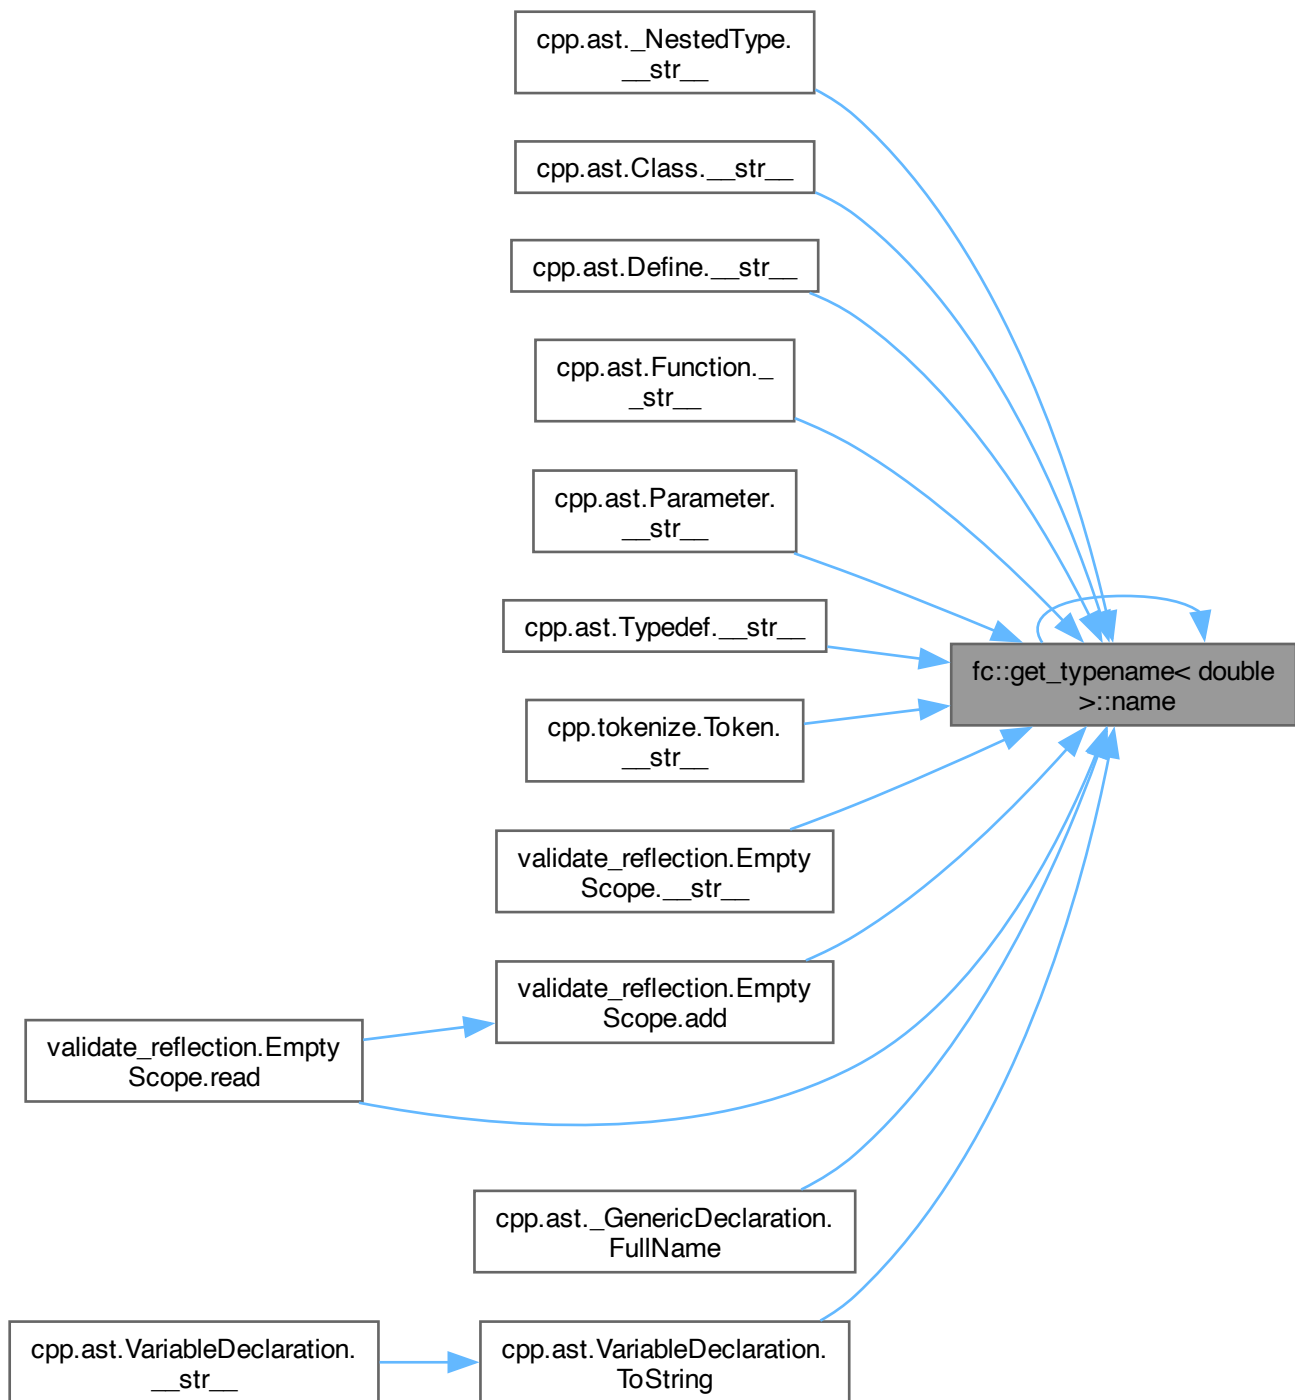 cpp.ast._NestedType.
__str__
cpp.ast.Class.__str__
cpp.ast.Define.__str__
cpp.ast.Function._
_str__
cpp.ast.Parameter.
__str__
cpp.ast.Typedef.__str__
fc::get_typename< double
>::name
cpp.tokenize.Token.
__str__
validate_reflection.Empty
Scope.__str__
validate_reflection.Empty
Scope.add
validate_reflection.Empty
Scope.read
cpp.ast._GenericDeclaration.
FullName
cpp.ast.VariableDeclaration.
__str__
cpp.ast.VariableDeclaration.
ToString